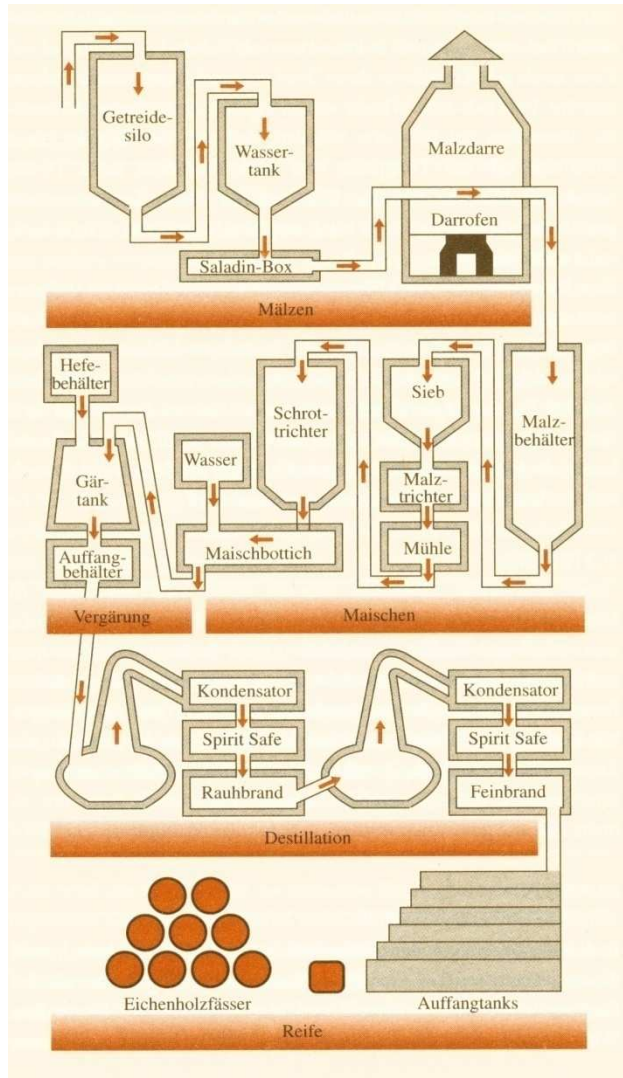 Getreide-
silo
Wasser-
tank
Saladin-Box
Malzdarre
Darrofen
Mälzen
Hefe-
behälter
Gär-
tank
Auffang-
behälter
Wasser
Schrot-
trichter
Maischbottich
Sieb
Malz-
trichter
Mühle
Malz-
behälter
Vergärung
Maischen
Kondensator
Spirit Safe
Rauhbrand
Kondensator
Spirit Safe
Feinbrand
Destillation
Eichenholzfässer
Auffangtanks
Reife